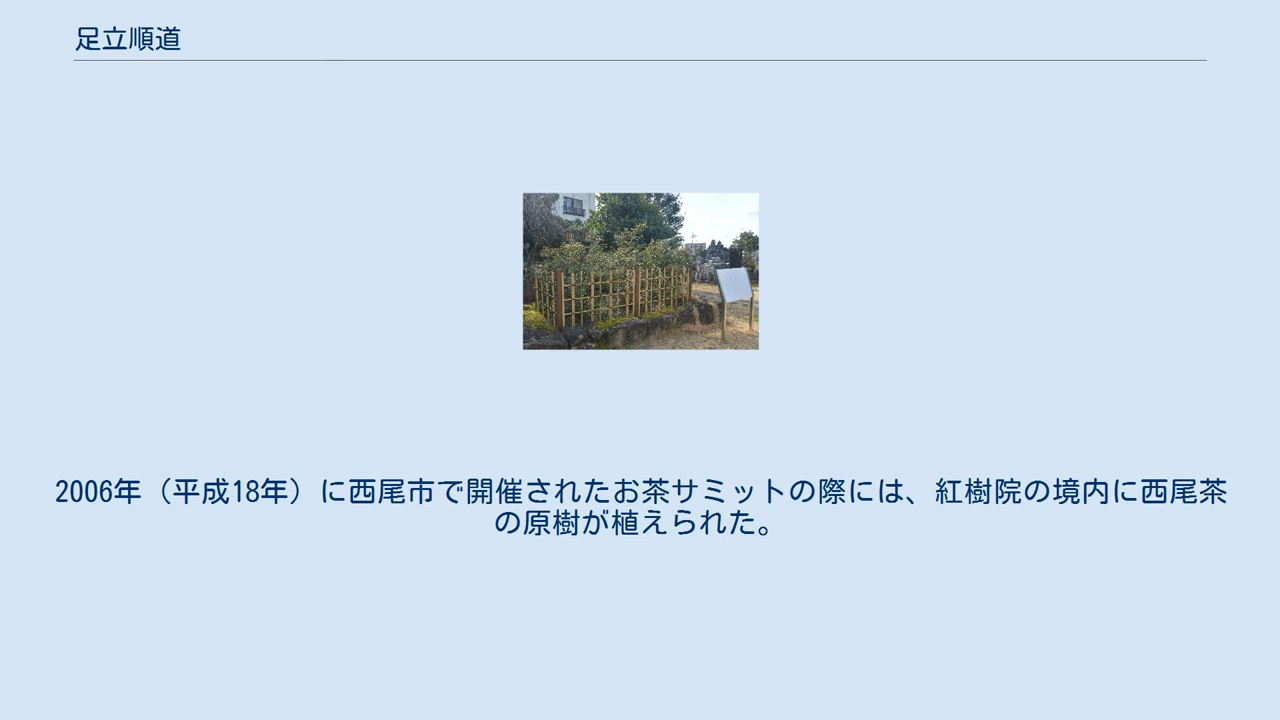 足立順道
2006年（平成18年）に西尾市で開催されたお茶サミットの際には、紅樹院の境内に西尾茶
の原樹が植えられた。